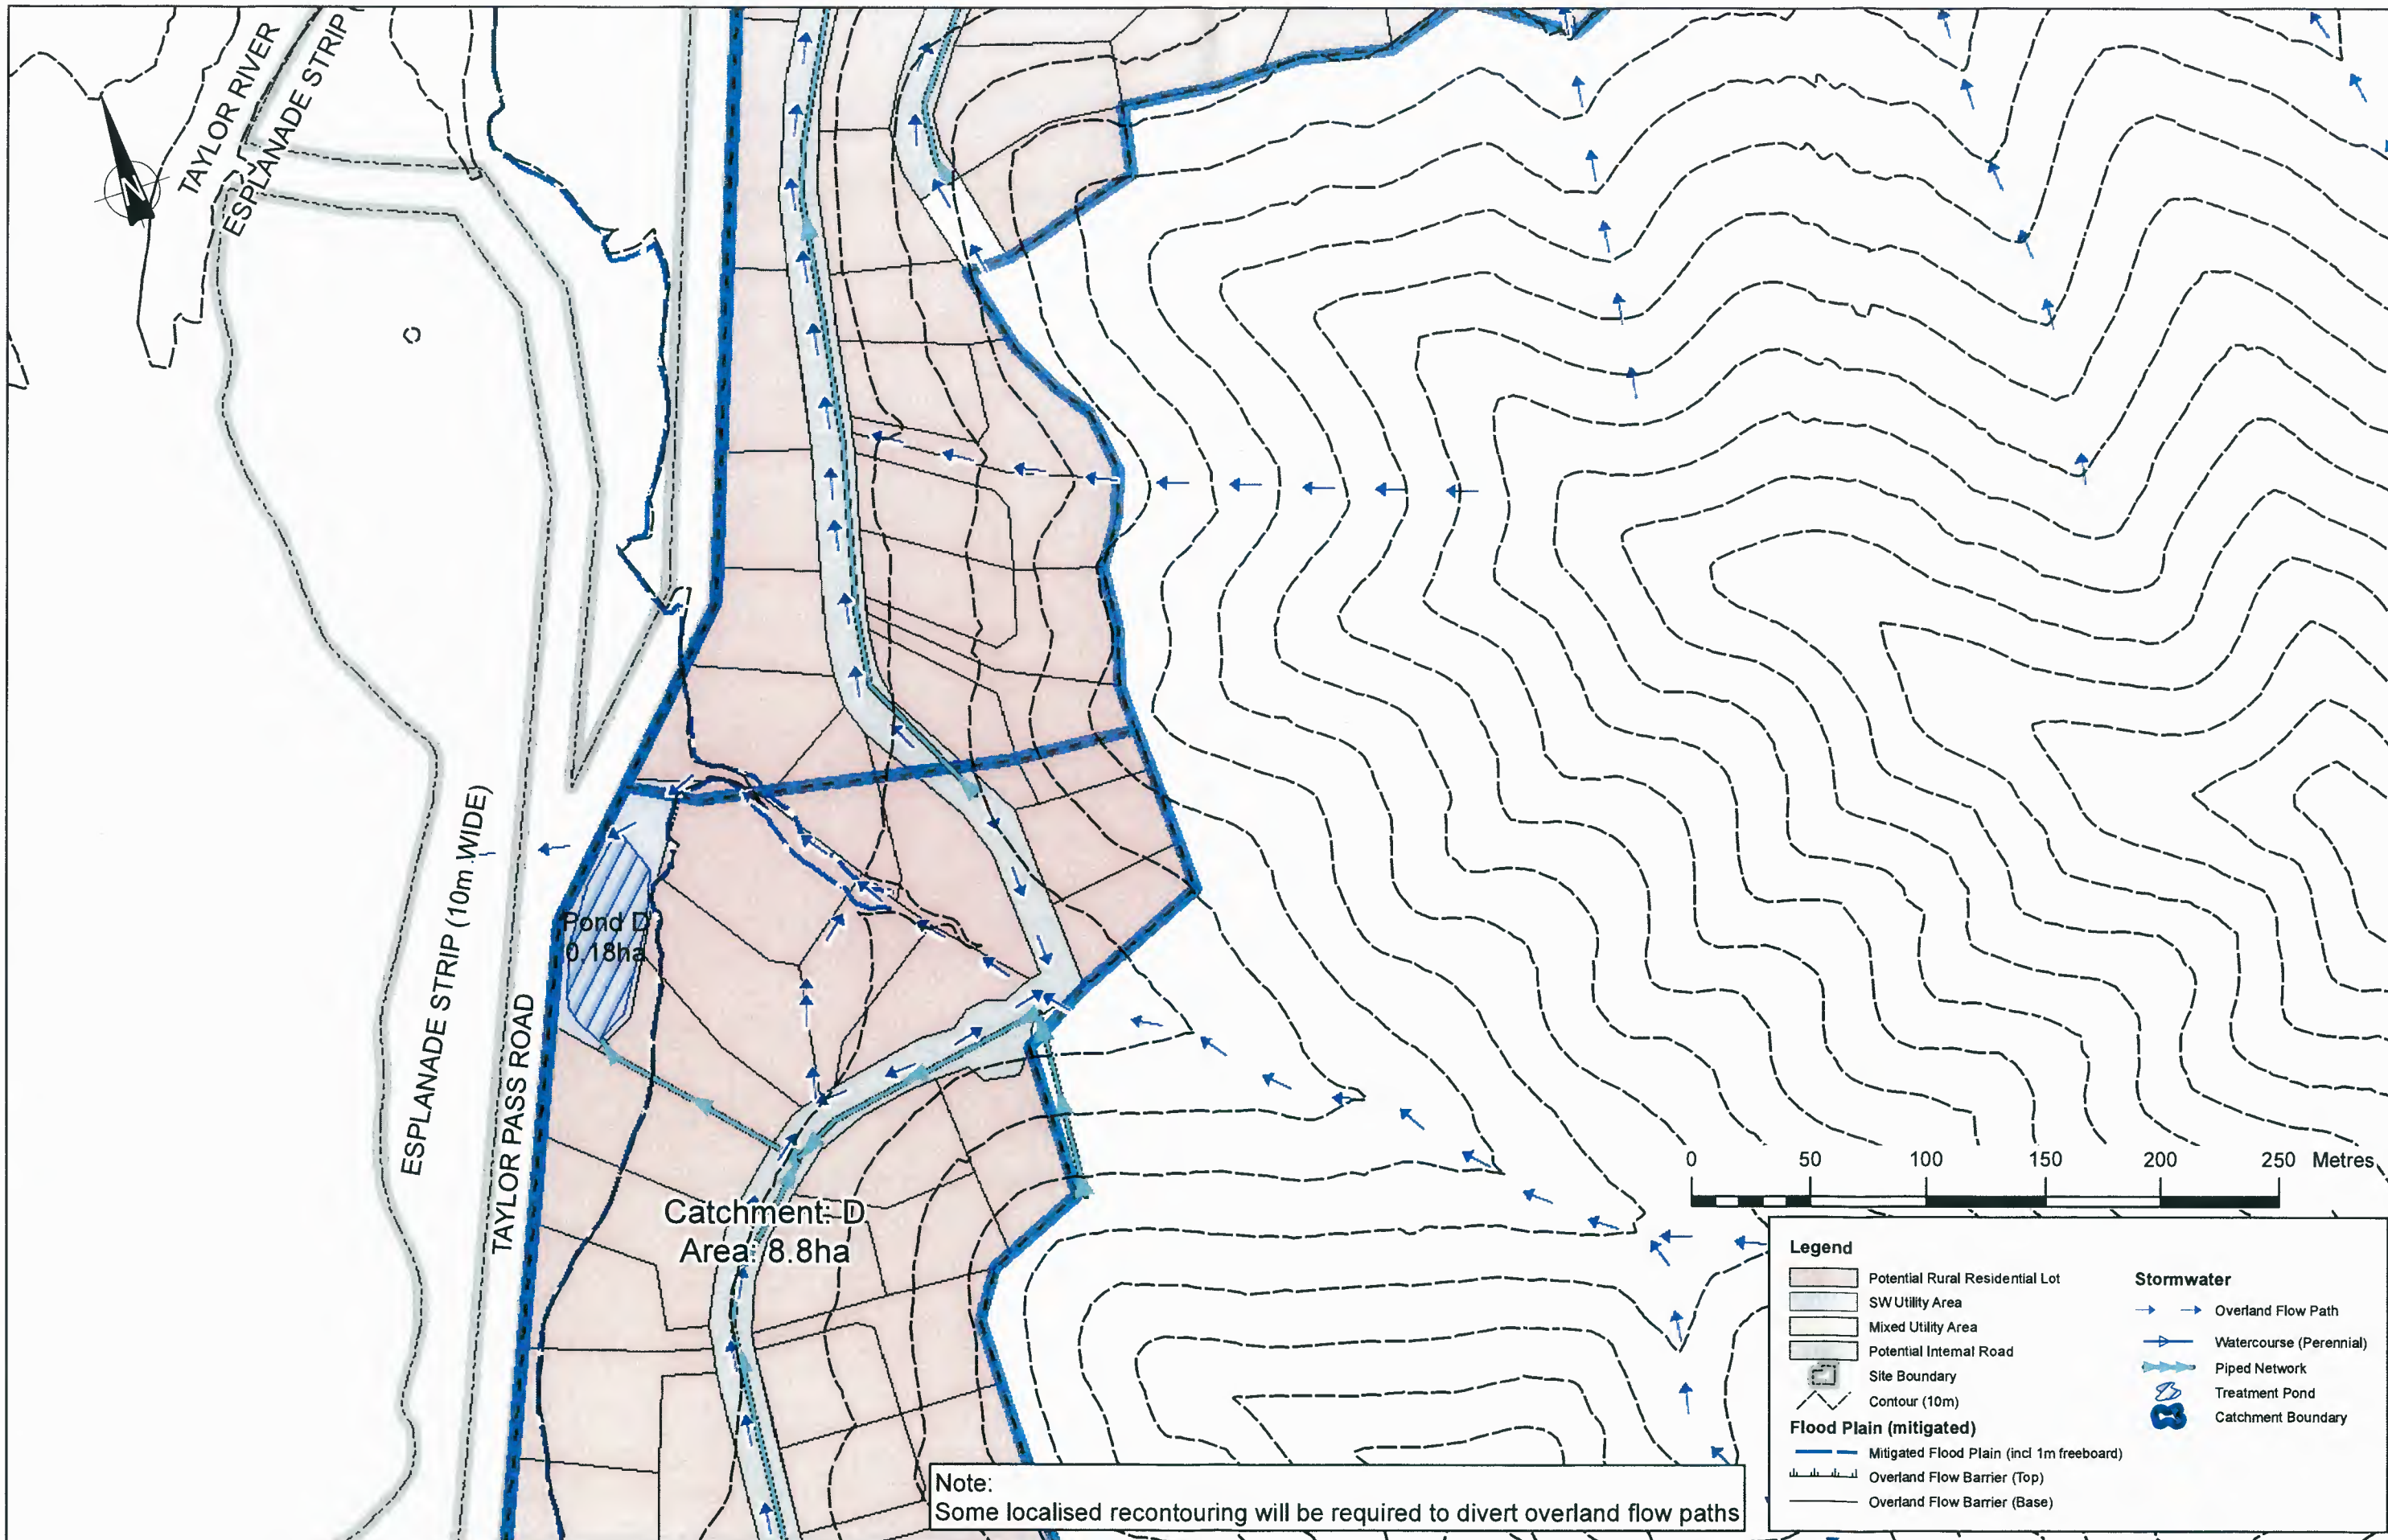 TAYLOR RIVER
ESPLANADE STRIP
N
ESPLANADE STRIP (10m WIDE)
TAYLOR PASS ROAD
Pond D
0.18ha
Catchment: D
Area: 8.8ha
0 50 100 150 200 250 Metres
Legend
Potential Rural Residential Lot
SW Utility Area
Mixed Utility Area
Potential Internal Road
Site Boundary
Contour (10m)
Flood Plain (mitigated)
Mitigated Flood Plain (incl 1m freeboard)
Overland Flow Barrier (Top)
Overland Flow Barrier (Base)
Stormwater
Overland Flow Path
Watercourse (Perennial)
Piped Network
Treatment Pond
Catchment Boundary
Note:
Some localised recontouring will be required to divert overland flow paths